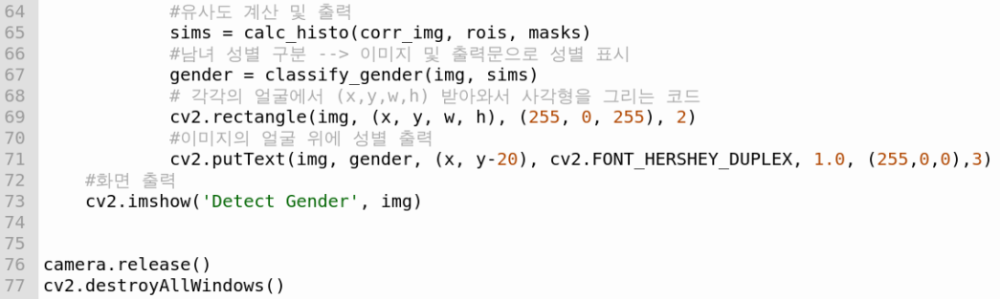 64 #유사도 계산 및 출력
65 sims = calc_histo(corr_img, rois, masks)
66 #남녀 성별 구분 --> 이미지 및 출력문으로 성별 표시
67 gender = classify_gender(img, sims)
68 # 각각의 얼굴에서 (x,y,w,h) 받아와서 사각형을 그리는 코드
69 cv2.rectangle(img, (x, y, w, h), (255, 0, 255), 2)
70 #이미지의 얼굴 위에 성별 출력
71 cv2.putText(img, gender, (x, y-20), cv2.FONT_HERSHEY_DUPLEX, 1.0, (255,0,0),3)
72 #화면 출력
73 cv2.imshow('Detect Gender', img)
74
75
76 camera.release()
77 cv2.destroyAllWindows()